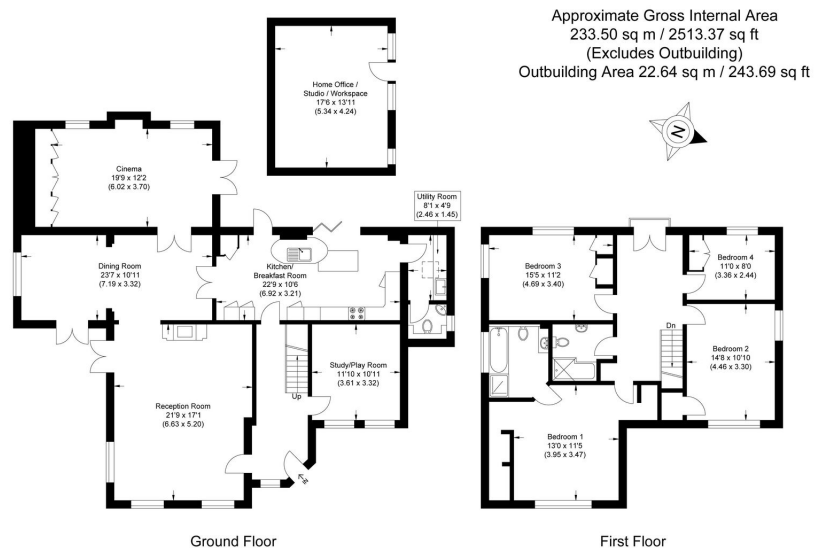 Approximate Gross Internal Area
233.50 sq m / 2513.37 sq ft
(Excludes Outbuilding)
Outbuilding Area 22.64 sq m / 243.69 sq ft
N
Home Office /
Studio / Workspace
17'6 x 13'11
(5.34 x 4.24)
Cinema
19'9 x 12'2
(6.02 x 3.70)
Utility Room
8'1 x 4'9
(2.46 x 1.45)
Dining Room
23'7 x 10'11
(7.19 x 3.32)
Kitchen/
Breakfast Room
22'9 x 10'6
(6.92 x 3.21)
Study/Play Room
11'10 x 10'11
(3.61 x 3.32)
Up
Reception Room
21'9 x 17'1
(6.63 x 5.20)
IN
Bedroom 3
15'5 x 11'2
(4.69 x 3.40)
Bedroom 4
11'0 x 8'0
(3.36 x 2.44)
Dn
Bedroom 2
14'8 x 10'10
(4.46 x 3.30)
Bedroom 1
13'0 x 11'5
(3.95 x 3.47)
Ground Floor
First Floor